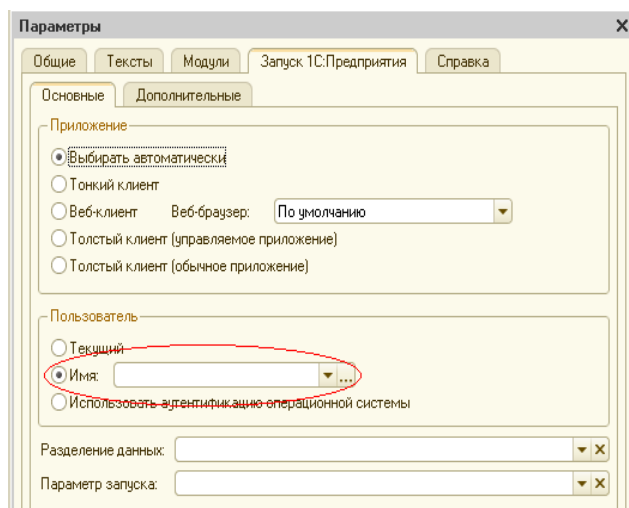 Параметры
Общие Тексты Модули Запуск 1С:Предприятия Справка
Основные Дополнительные
Приложение
Выбирать автоматически
Тонкий клиент
Веб-клиент Веб-браузер: По умолчанию
Толстый клиент (управляемое приложение)
Толстый клиент (обычное приложение)
Пользователь
Текущий
Имя: ...
Использовать аутентификацию операционной системы
Разделение данных:
Параметр запуска: